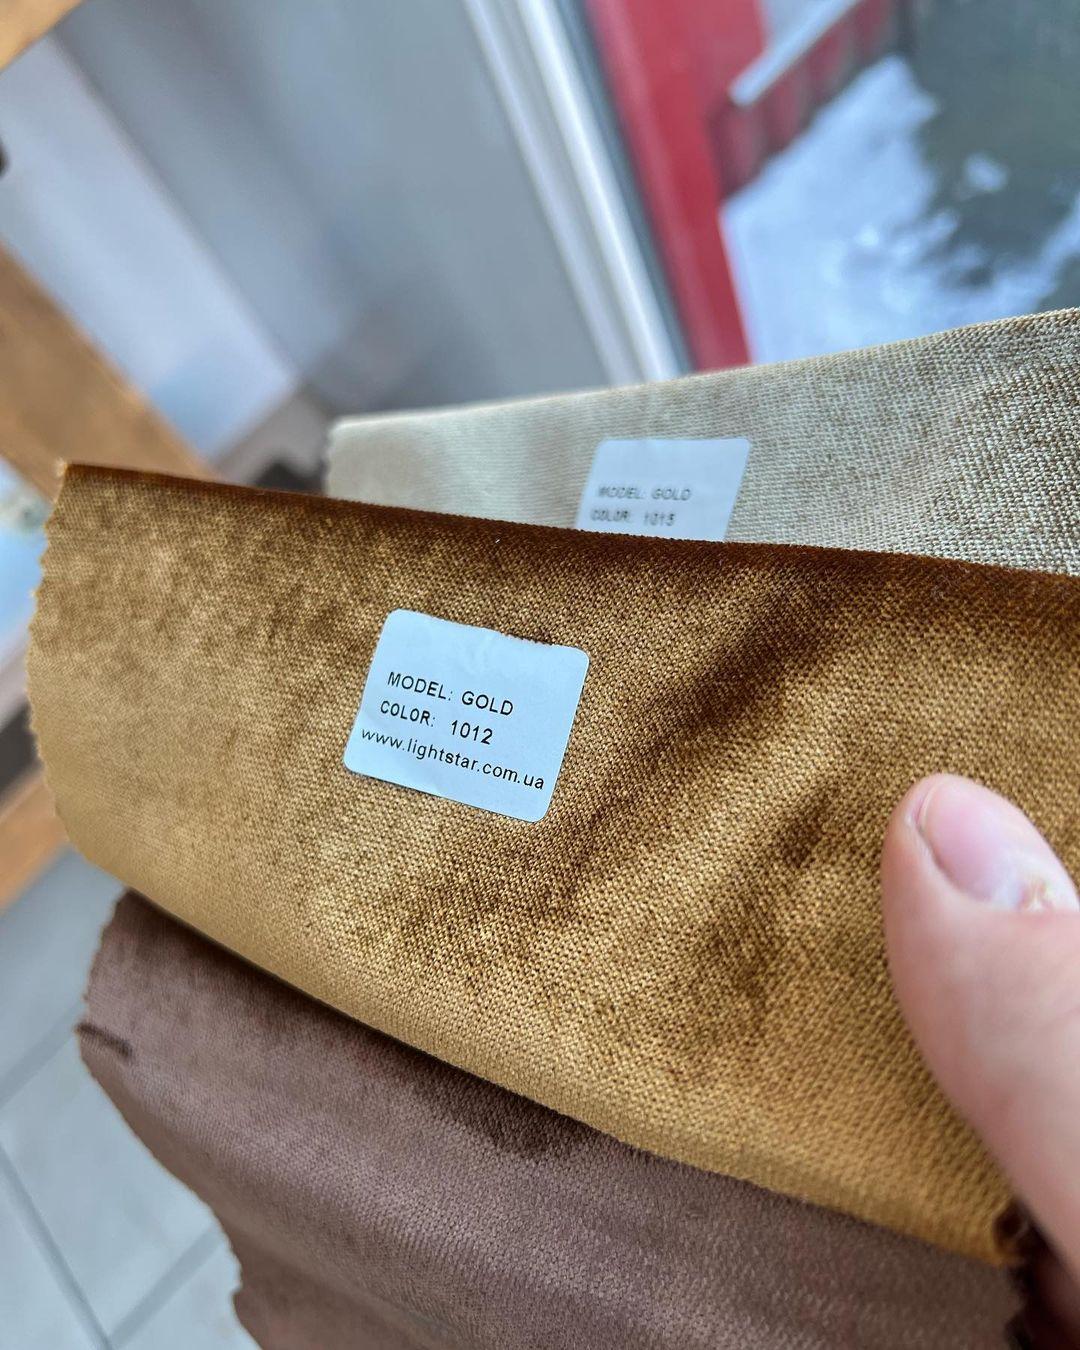 MODEL: GOLD
COLOR: 1015
MODEL: GOLD
COLOR: 1012
www.lightstar.com.ua